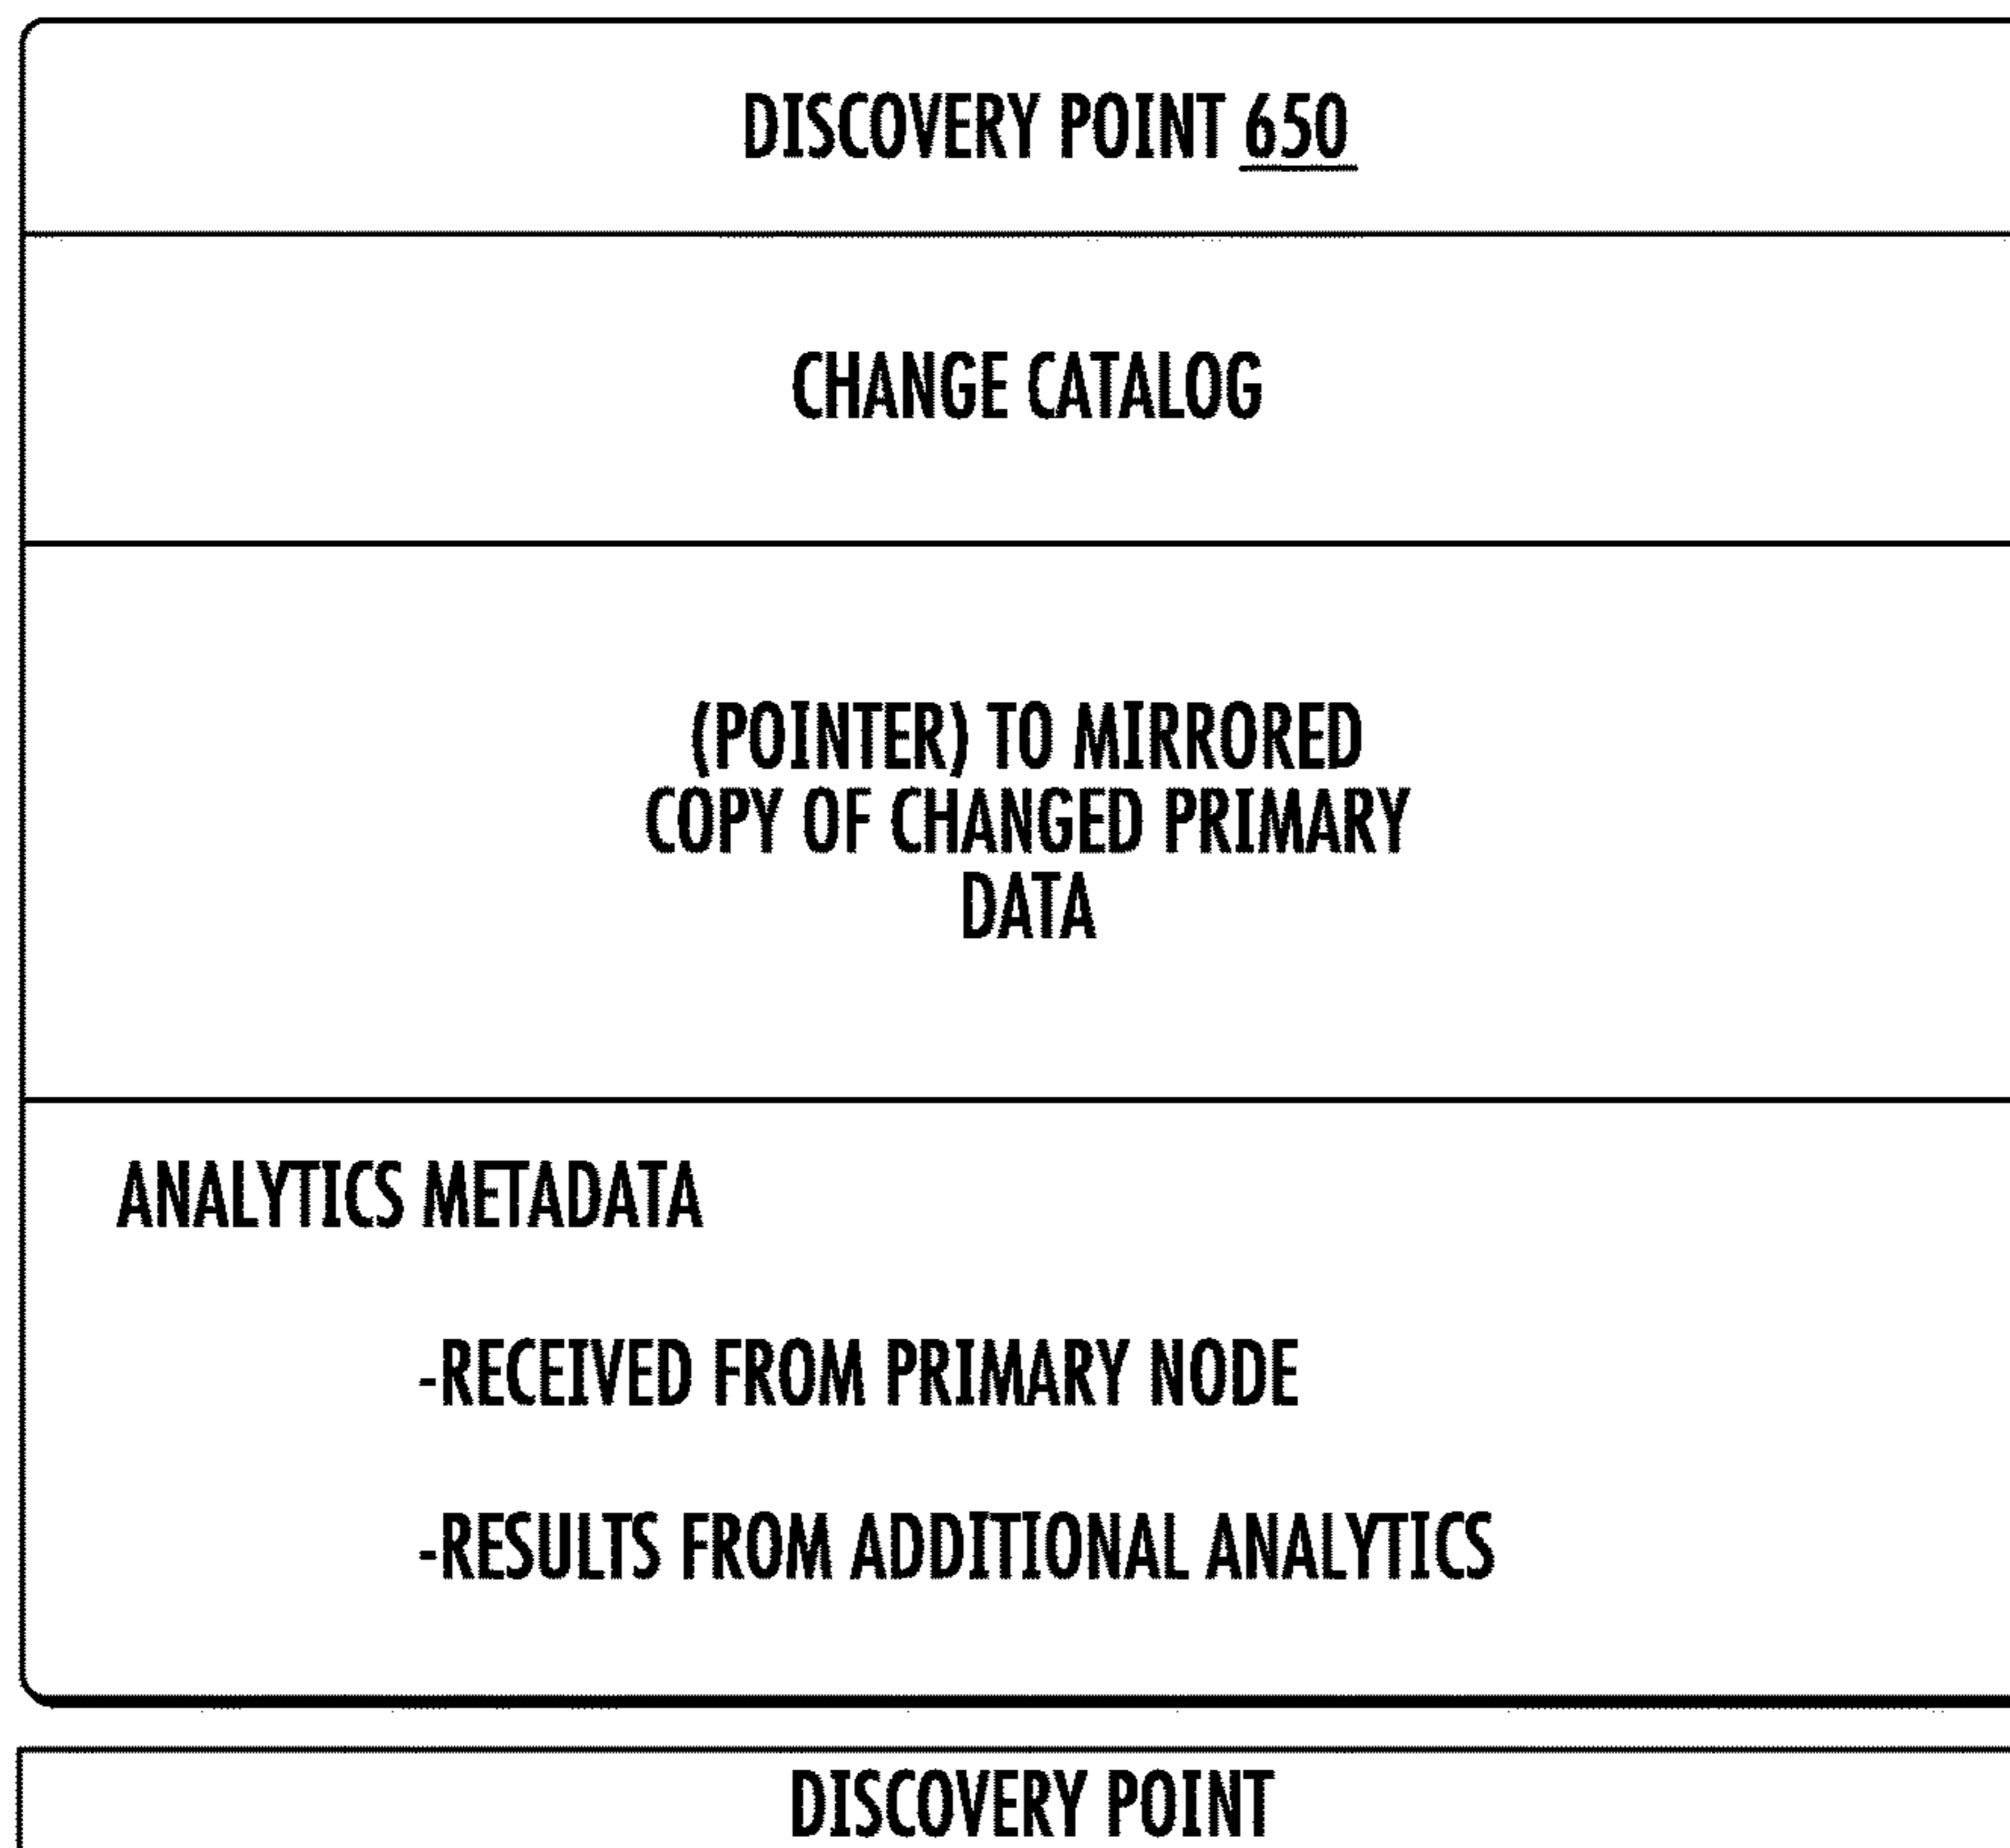 DISCOVERY POINT 650
CHANGE CATALOG
(POINTER) TO MIRRORED
COPY OF CHANGED PRIMARY
DATA
ANALYTICS METADATA
-RECEIVED FROM PRIMARY NODE
-RESULTS FROM ADDITIONAL ANALYTICS
DISCOVERY POINT